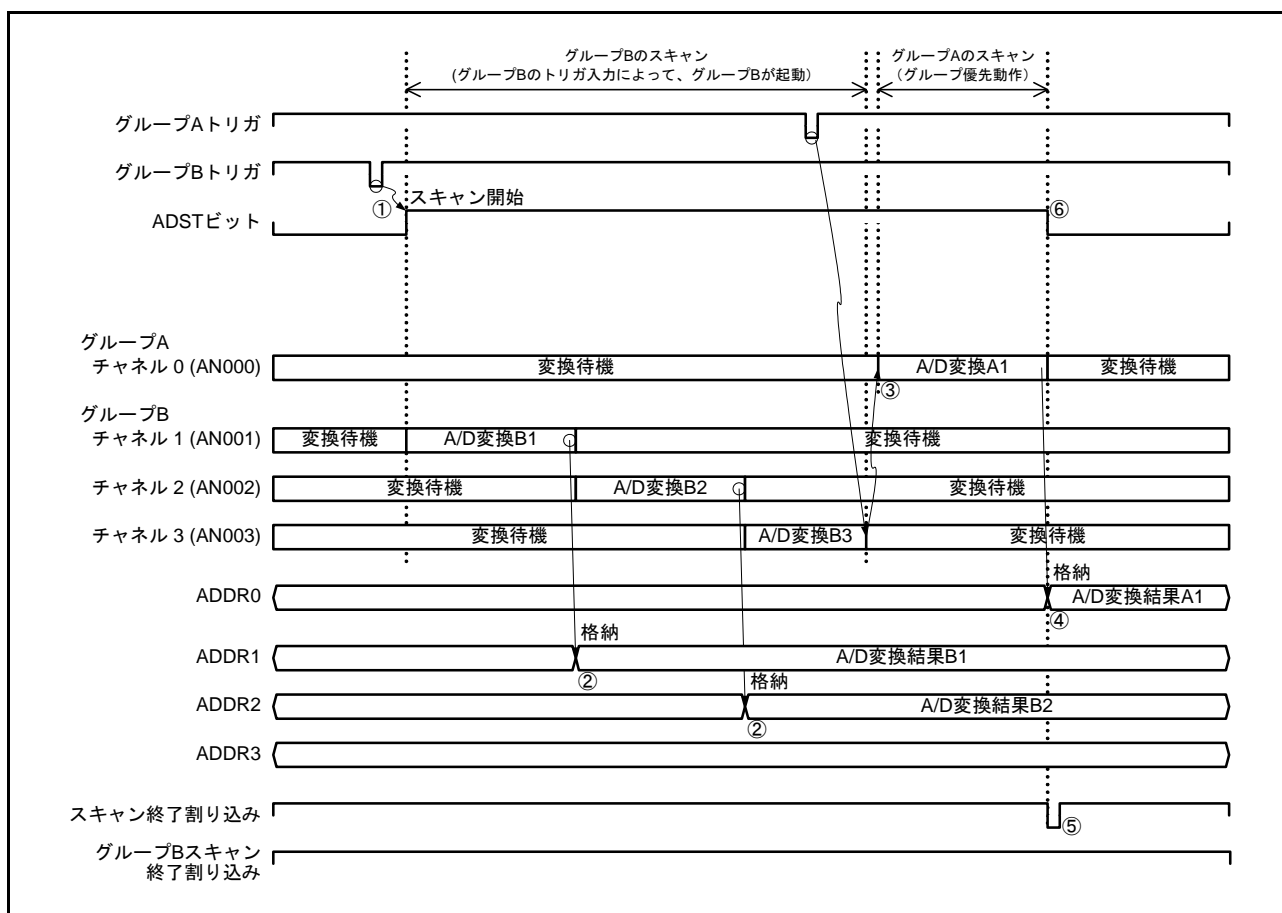 グループBのスキャン
(グループBのトリガ入力によって、グループBが起動)
グループAのスキャン
(グループ優先動作)
グループAトリガ
グループBトリガ
① スキャン開始
ADSTビット
⑥
グループA
チャネル 0 (AN000)
変換待機 A/D変換A1 変換待機
③
グループB
チャネル 1 (AN001)
変換待機 A/D変換B1 変換待機
チャネル 2 (AN002)
変換待機 A/D変換B2 変換待機
チャネル 3 (AN003)
変換待機 A/D変換B3 変換待機
格納
ADDR0
A/D変換結果A1
④
格納
ADDR1
A/D変換結果B1
②
格納
ADDR2
A/D変換結果B2
②
ADDR3
スキャン終了割り込み
⑤
グループBスキャン
終了割り込み